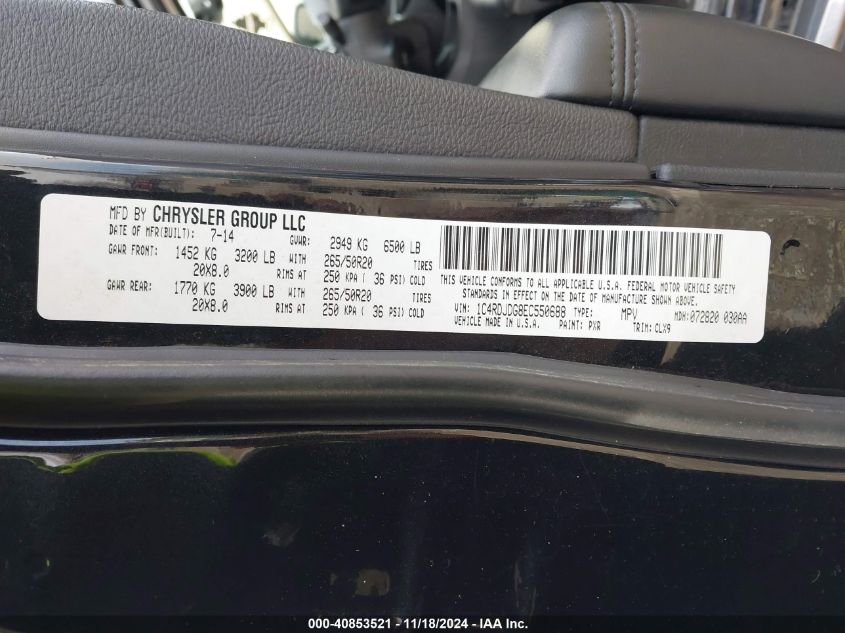 MFD BY CHRYSLER GROUP LLC
DATE OF MFR(BUILT): 7-14 GVWR: 2949 KG 6500 LB
GAWR FRONT: 1452 KG 3200 LB WITH 265/50R20 TIRES
20X8.0 RIMS AT 250 KPA ( 36 PSI) COLD
GAWR REAR: 1770 KG 3900 LB WITH 265/50R20 TIRES
20X8.0 RIMS AT 250 KPA ( 36 PSI) COLD
THIS VEHICLE CONFORMS TO ALL APPLICABLE U.S.A. FEDERAL MOTOR VEHICLE SAFETY
STANDARDS IN EFFECT ON THE DATE OF MANUFACTURE SHOWN ABOVE.
VIN: 1C4RDJDG8EC550688 TYPE: MPV MDH:072820 030AA
VEHICLE MADE IN U.S.A. PAINT: PXR TRIM: CLX9
000-40853521 - 11/18/2024 - IAA Inc.